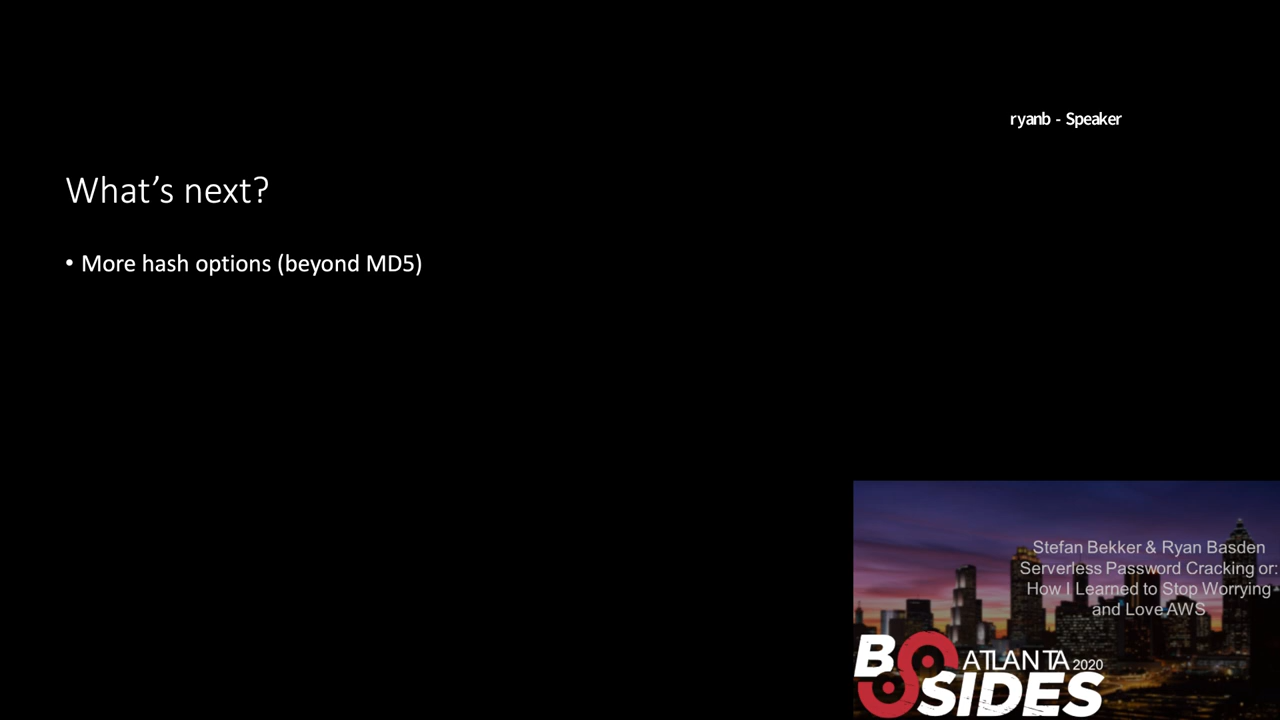 ryanb - Speaker
What's next?
• More hash options (beyond MD5)
Stefan Bekker & Ryan Basden
Serverless Password Cracking or:
How I Learned to Stop Worrying
and Love AWS
BSIDES
ATLANTA 2020